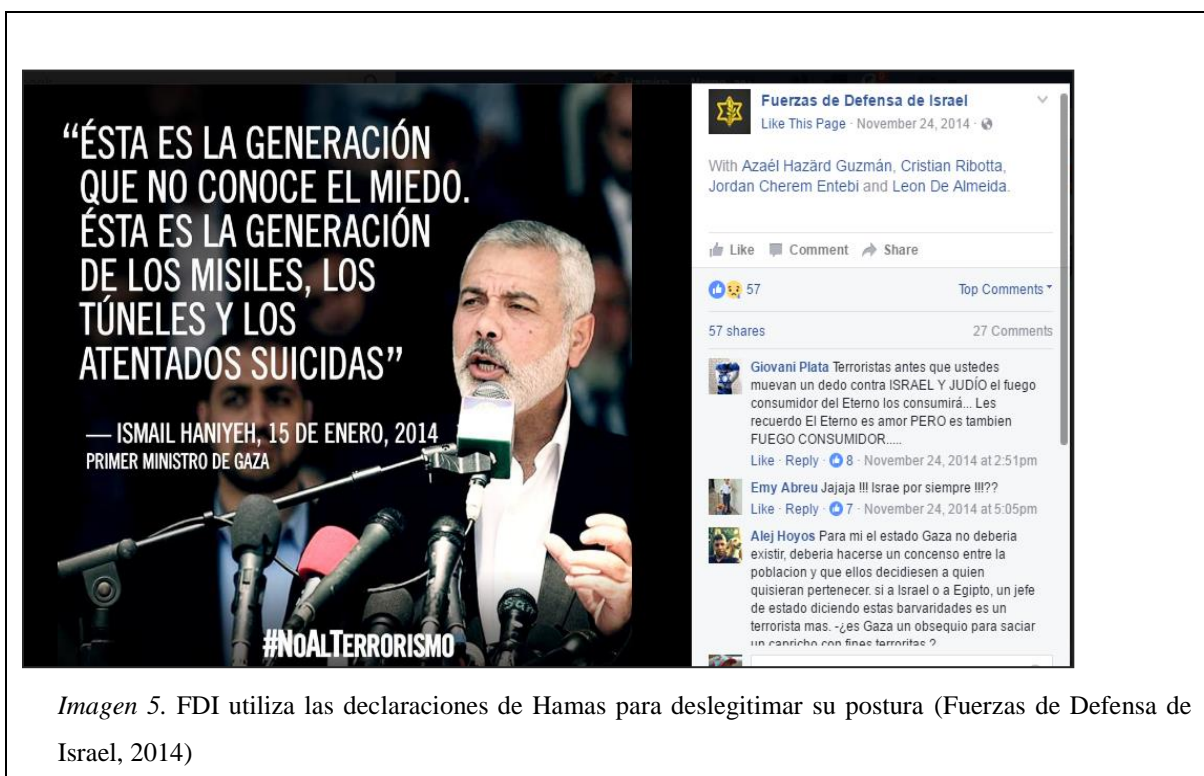 “ÉSTA ES LA GENERACIÓN
QUE NO CONOCE EL MIEDO.
ÉSTA ES LA GENERACIÓN
DE LOS MISILES, LOS
TÚNELES Y LOS
ATENTADOS SUICIDAS”
— ISMAIL HANIYEH, 15 DE ENERO, 2014
PRIMER MINISTRO DE GAZA
#NOALTERRORISMO
Fuerzas de Defensa de Israel
Like This Page · November 24, 2014 ·
With Azaél Hazärd Guzmán, Cristian Ribotta,
Jordan Cherem Entebi and Leon De Almeida.
Like Comment Share
57 Top Comments
57 shares 27 Comments
Giovani Plata Terroristas antes que ustedes
muevan un dedo contra ISRAEL Y JUDÍO el fuego
consumidor del Eterno los consumirá... Les
recuerdo El Eterno es amor PERO es tambien
FUEGO CONSUMIDOR.....
Like · Reply · 8 · November 24, 2014 at 2:51pm
Emy Abreu Jajaja !!! Israe por siempre !!!??
Like · Reply · 7 · November 24, 2014 at 5:05pm
Alej Hoyos Para mi el estado Gaza no deberia
existir, deberia hacerse un concenso entre la
poblacion y que ellos decidiesen a quien
quisieran pertenecer. si a Israel o a Egipto, un jefe
de estado diciendo estas barvaridades es un
terrorista mas. -¿es Gaza un obsequio para saciar
un capricho con fines terroritas ?
Imagen 5. FDI utiliza las declaraciones de Hamas para deslegitimar su postura (Fuerzas de Defensa de
Israel, 2014)